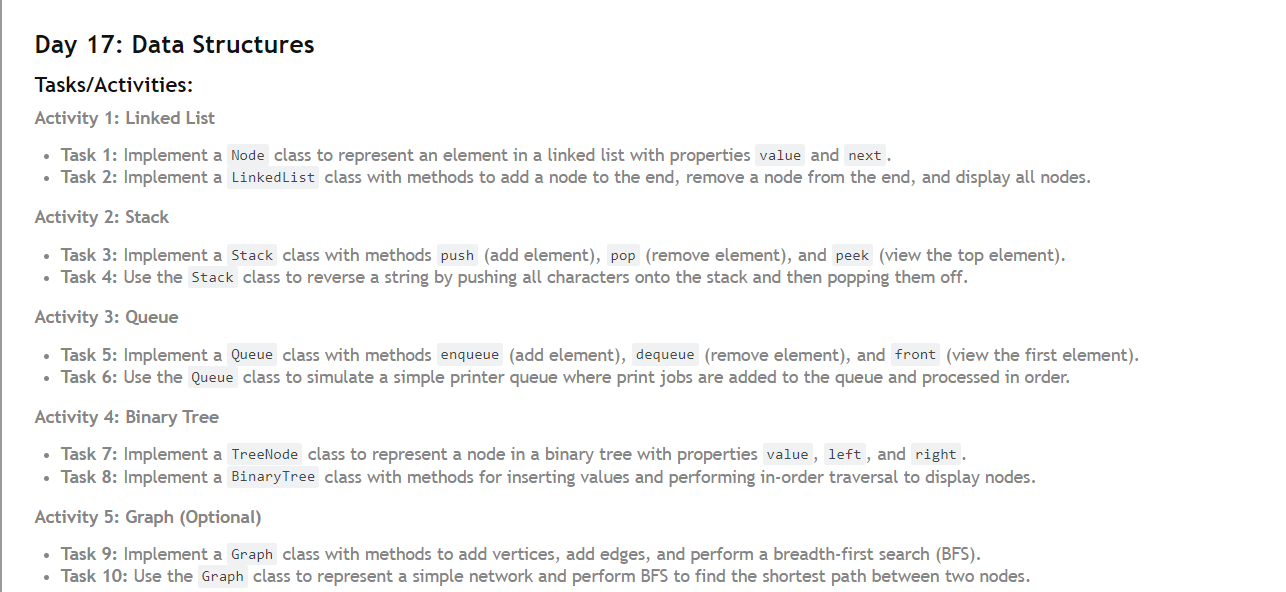 Day 17: Data Structures
Tasks/Activities:
Activity 1: Linked List
• Task 1: Implement a Node class to represent an element in a linked list with properties value and next.
• Task 2: Implement a LinkedList class with methods to add a node to the end, remove a node from the end, and display all nodes.
Activity 2: Stack
• Task 3: Implement a Stack class with methods push (add element), pop (remove element), and peek (view the top element).
• Task 4: Use the Stack class to reverse a string by pushing all characters onto the stack and then popping them off.
Activity 3: Queue
• Task 5: Implement a Queue class with methods enqueue (add element), dequeue (remove element), and front (view the first element).
• Task 6: Use the Queue class to simulate a simple printer queue where print jobs are added to the queue and processed in order.
Activity 4: Binary Tree
• Task 7: Implement a TreeNode class to represent a node in a binary tree with properties value, left, and right.
• Task 8: Implement a BinaryTree class with methods for inserting values and performing in-order traversal to display nodes.
Activity 5: Graph (Optional)
• Task 9: Implement a Graph class with methods to add vertices, add edges, and perform a breadth-first search (BFS).
• Task 10: Use the Graph class to represent a simple network and perform BFS to find the shortest path between two nodes.